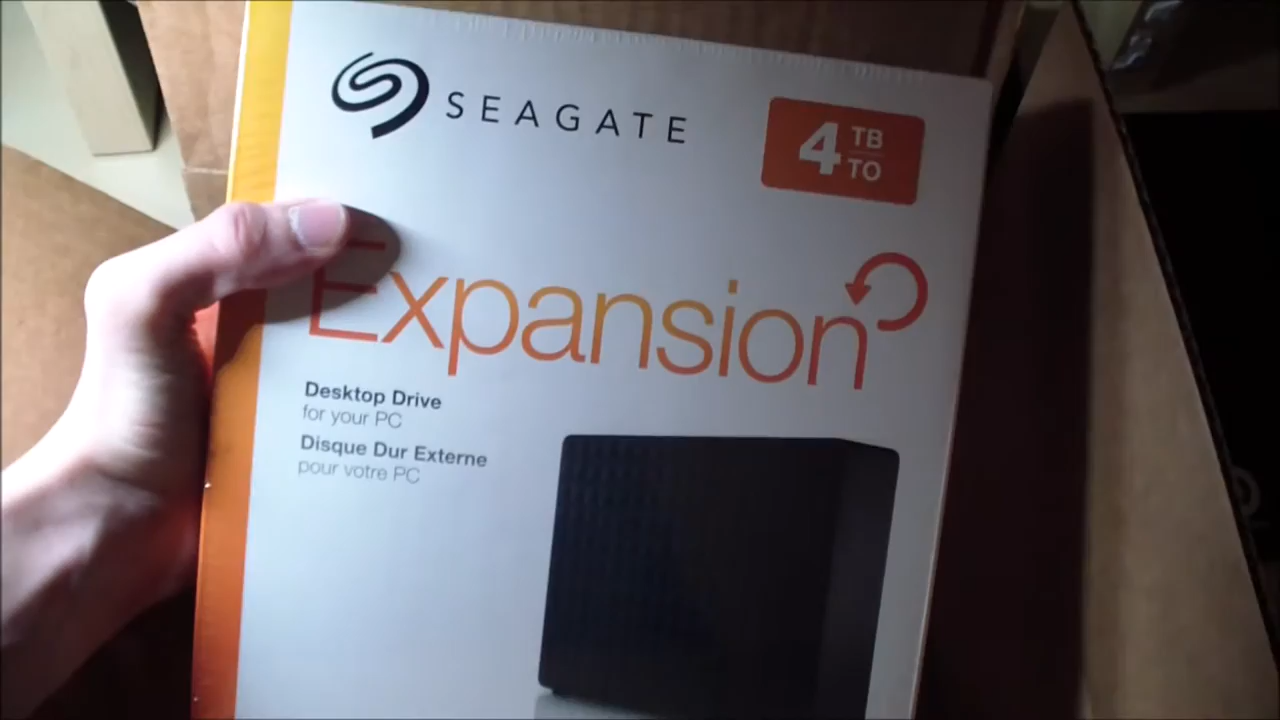 SEAGATE
4 TB
TO
Expansion
Desktop Drive
for your PC
Disque Dur Externe
pour votre PC